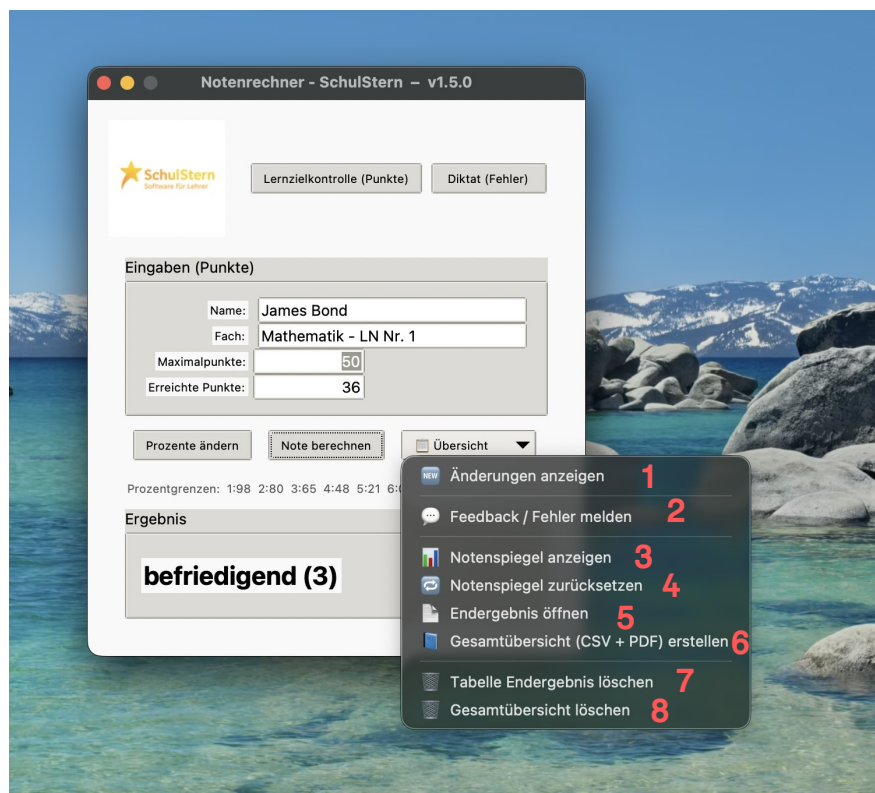 Notenrechner - SchulStern – v1.5.0
SchulStern
Software für Lehrer
Lernzielkontrolle (Punkte)
Diktat (Fehler)
Eingaben (Punkte)
Name: James Bond
Fach: Mathematik - LN Nr. 1
Maximalpunkte: 50
Erreichte Punkte: 36
Prozente ändern
Note berechnen
Übersicht
Prozentgrenzen: 1:98 2:80 3:65 4:48 5:21 6:0
Ergebnis
befriedigend (3)
NEW Änderungen anzeigen 1
Feedback / Fehler melden 2
Notenspiegel anzeigen 3
Notenspiegel zurücksetzen 4
Endergebnis öffnen 5
Gesamtübersicht (CSV + PDF) erstellen 6
Tabelle Endergebnis löschen 7
Gesamtübersicht löschen 8